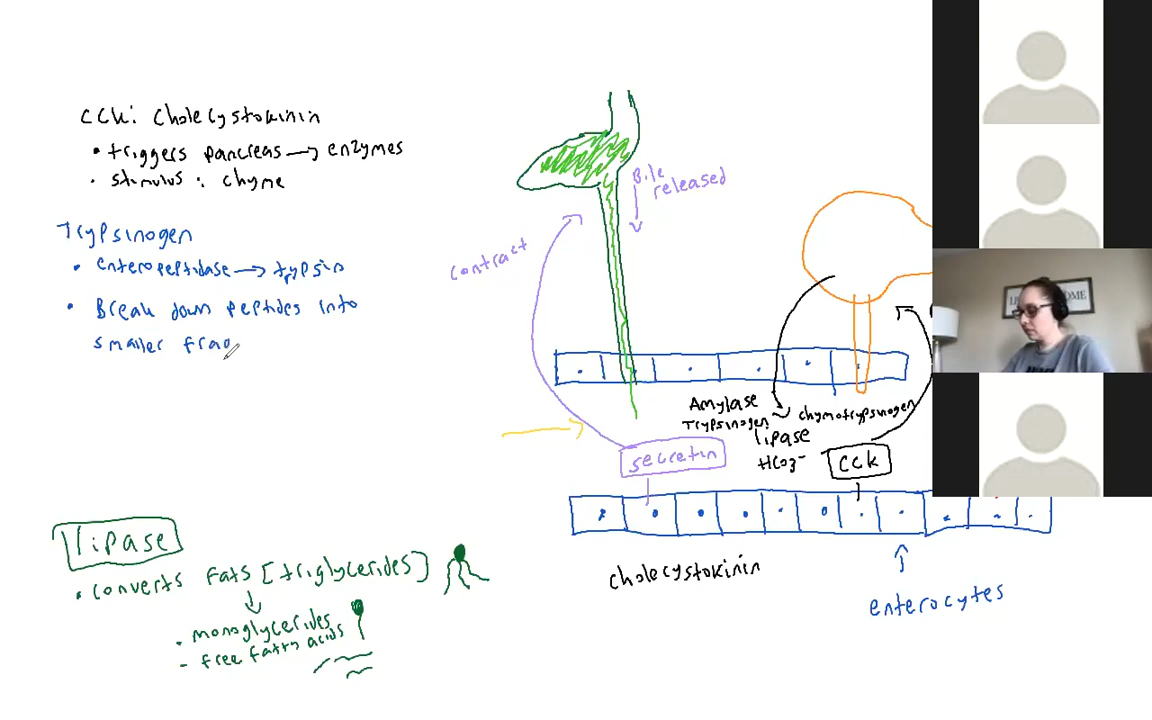 CCK: Cholecystokinin
• triggers pancreas → enzymes
• stimulus: chyme
Trypsinogen
• enteropeptidase → trypsin
• Break down peptides into
smaller frag
lipase
• converts fats [triglycerides]
• monoglycerides
- free fatty acids
contract
Bile
released
Amylase
Trypsinogen
chymotrypsinogen
lipase
HCO3-
secretin
CCK
cholecystokinin
enterocytes